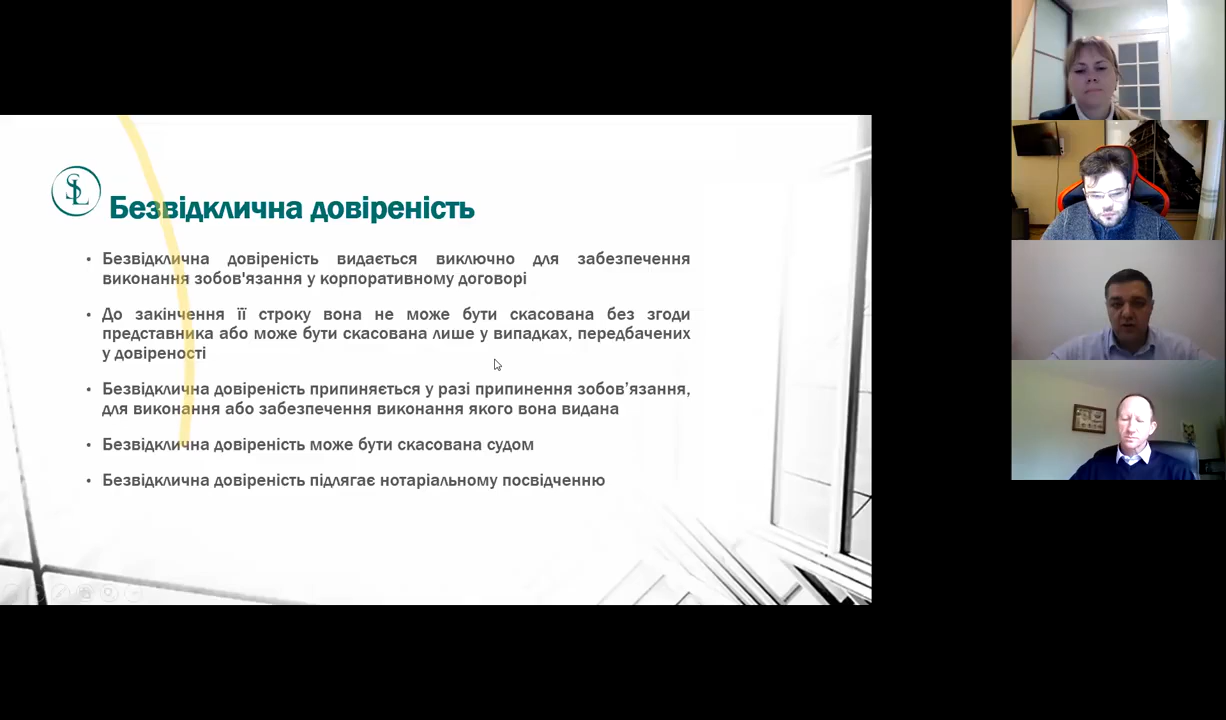 SL
Безвідклична довіреність
• Безвідклична довіреність видається виключно для забезпечення
виконання зобов'язання у корпоративному договорі
• До закінчення її строку вона не може бути скасована без згоди
представника або може бути скасована лише у випадках, передбачених
у довіреності
• Безвідклична довіреність припиняється у разі припинення зобов’язання,
для виконання або забезпечення виконання якого вона видана
• Безвідклична довіреність може бути скасована судом
• Безвідклична довіреність підлягає нотаріальному посвідченню